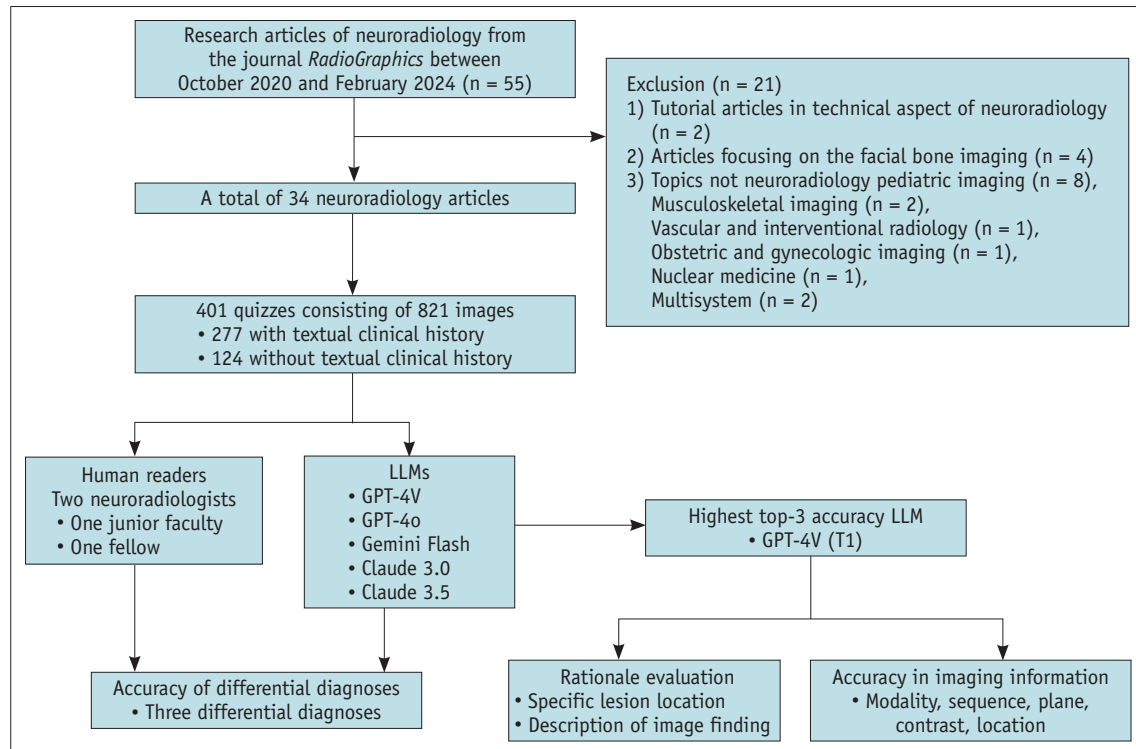 Research articles of neuroradiology from
the journal RadioGraphics between
October 2020 and February 2024 (n = 55)
Exclusion (n = 21)
1) Tutorial articles in technical aspect of neuroradiology
(n = 2)
2) Articles focusing on the facial bone imaging (n = 4)
3) Topics not neuroradiology pediatric imaging (n = 8),
Musculoskeletal imaging (n = 2),
Vascular and interventional radiology (n = 1),
Obstetric and gynecologic imaging (n = 1),
Nuclear medicine (n = 1),
Multisystem (n = 2)
A total of 34 neuroradiology articles
401 quizzes consisting of 821 images
• 277 with textual clinical history
• 124 without textual clinical history
Human readers
Two neuroradiologists
• One junior faculty
• One fellow
LLMs
• GPT-4V
• GPT-4o
• Gemini Flash
• Claude 3.0
• Claude 3.5
Highest top-3 accuracy LLM
• GPT-4V (T1)
Accuracy of differential diagnoses
• Three differential diagnoses
Rationale evaluation
• Specific lesion location
• Description of image finding
Accuracy in imaging information
• Modality, sequence, plane,
contrast, location